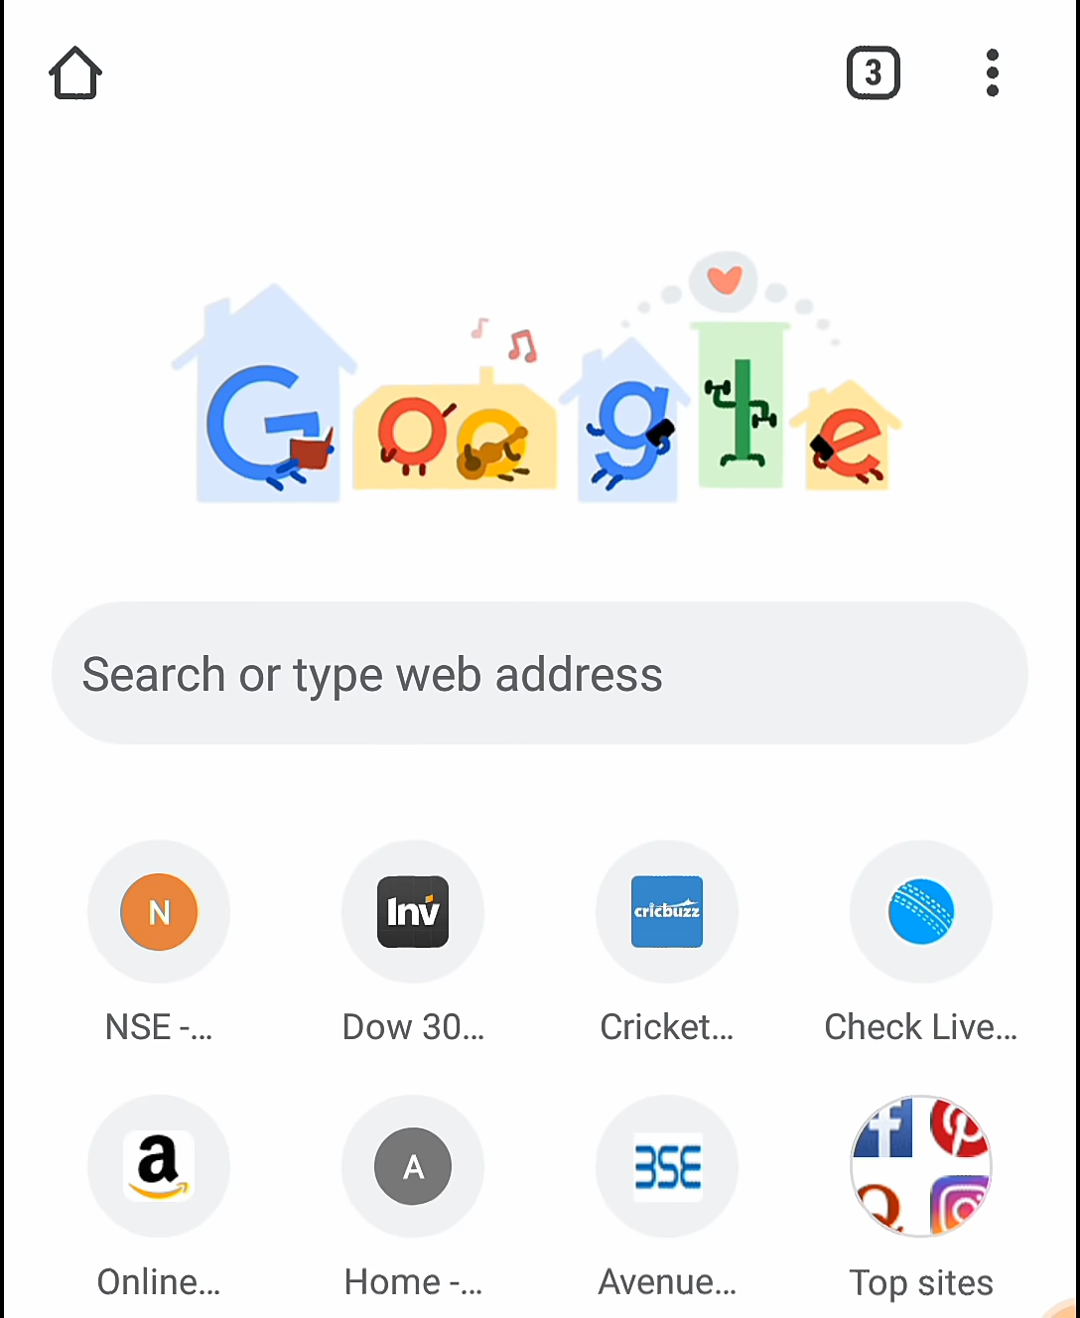 3
Google
Search or type web address
N
Inv
cricbuzz
NSE -...
Dow 30...
Cricket...
Check Live...
a
A
BSE
f
Q
Online...
Home -...
Avenue...
Top sites